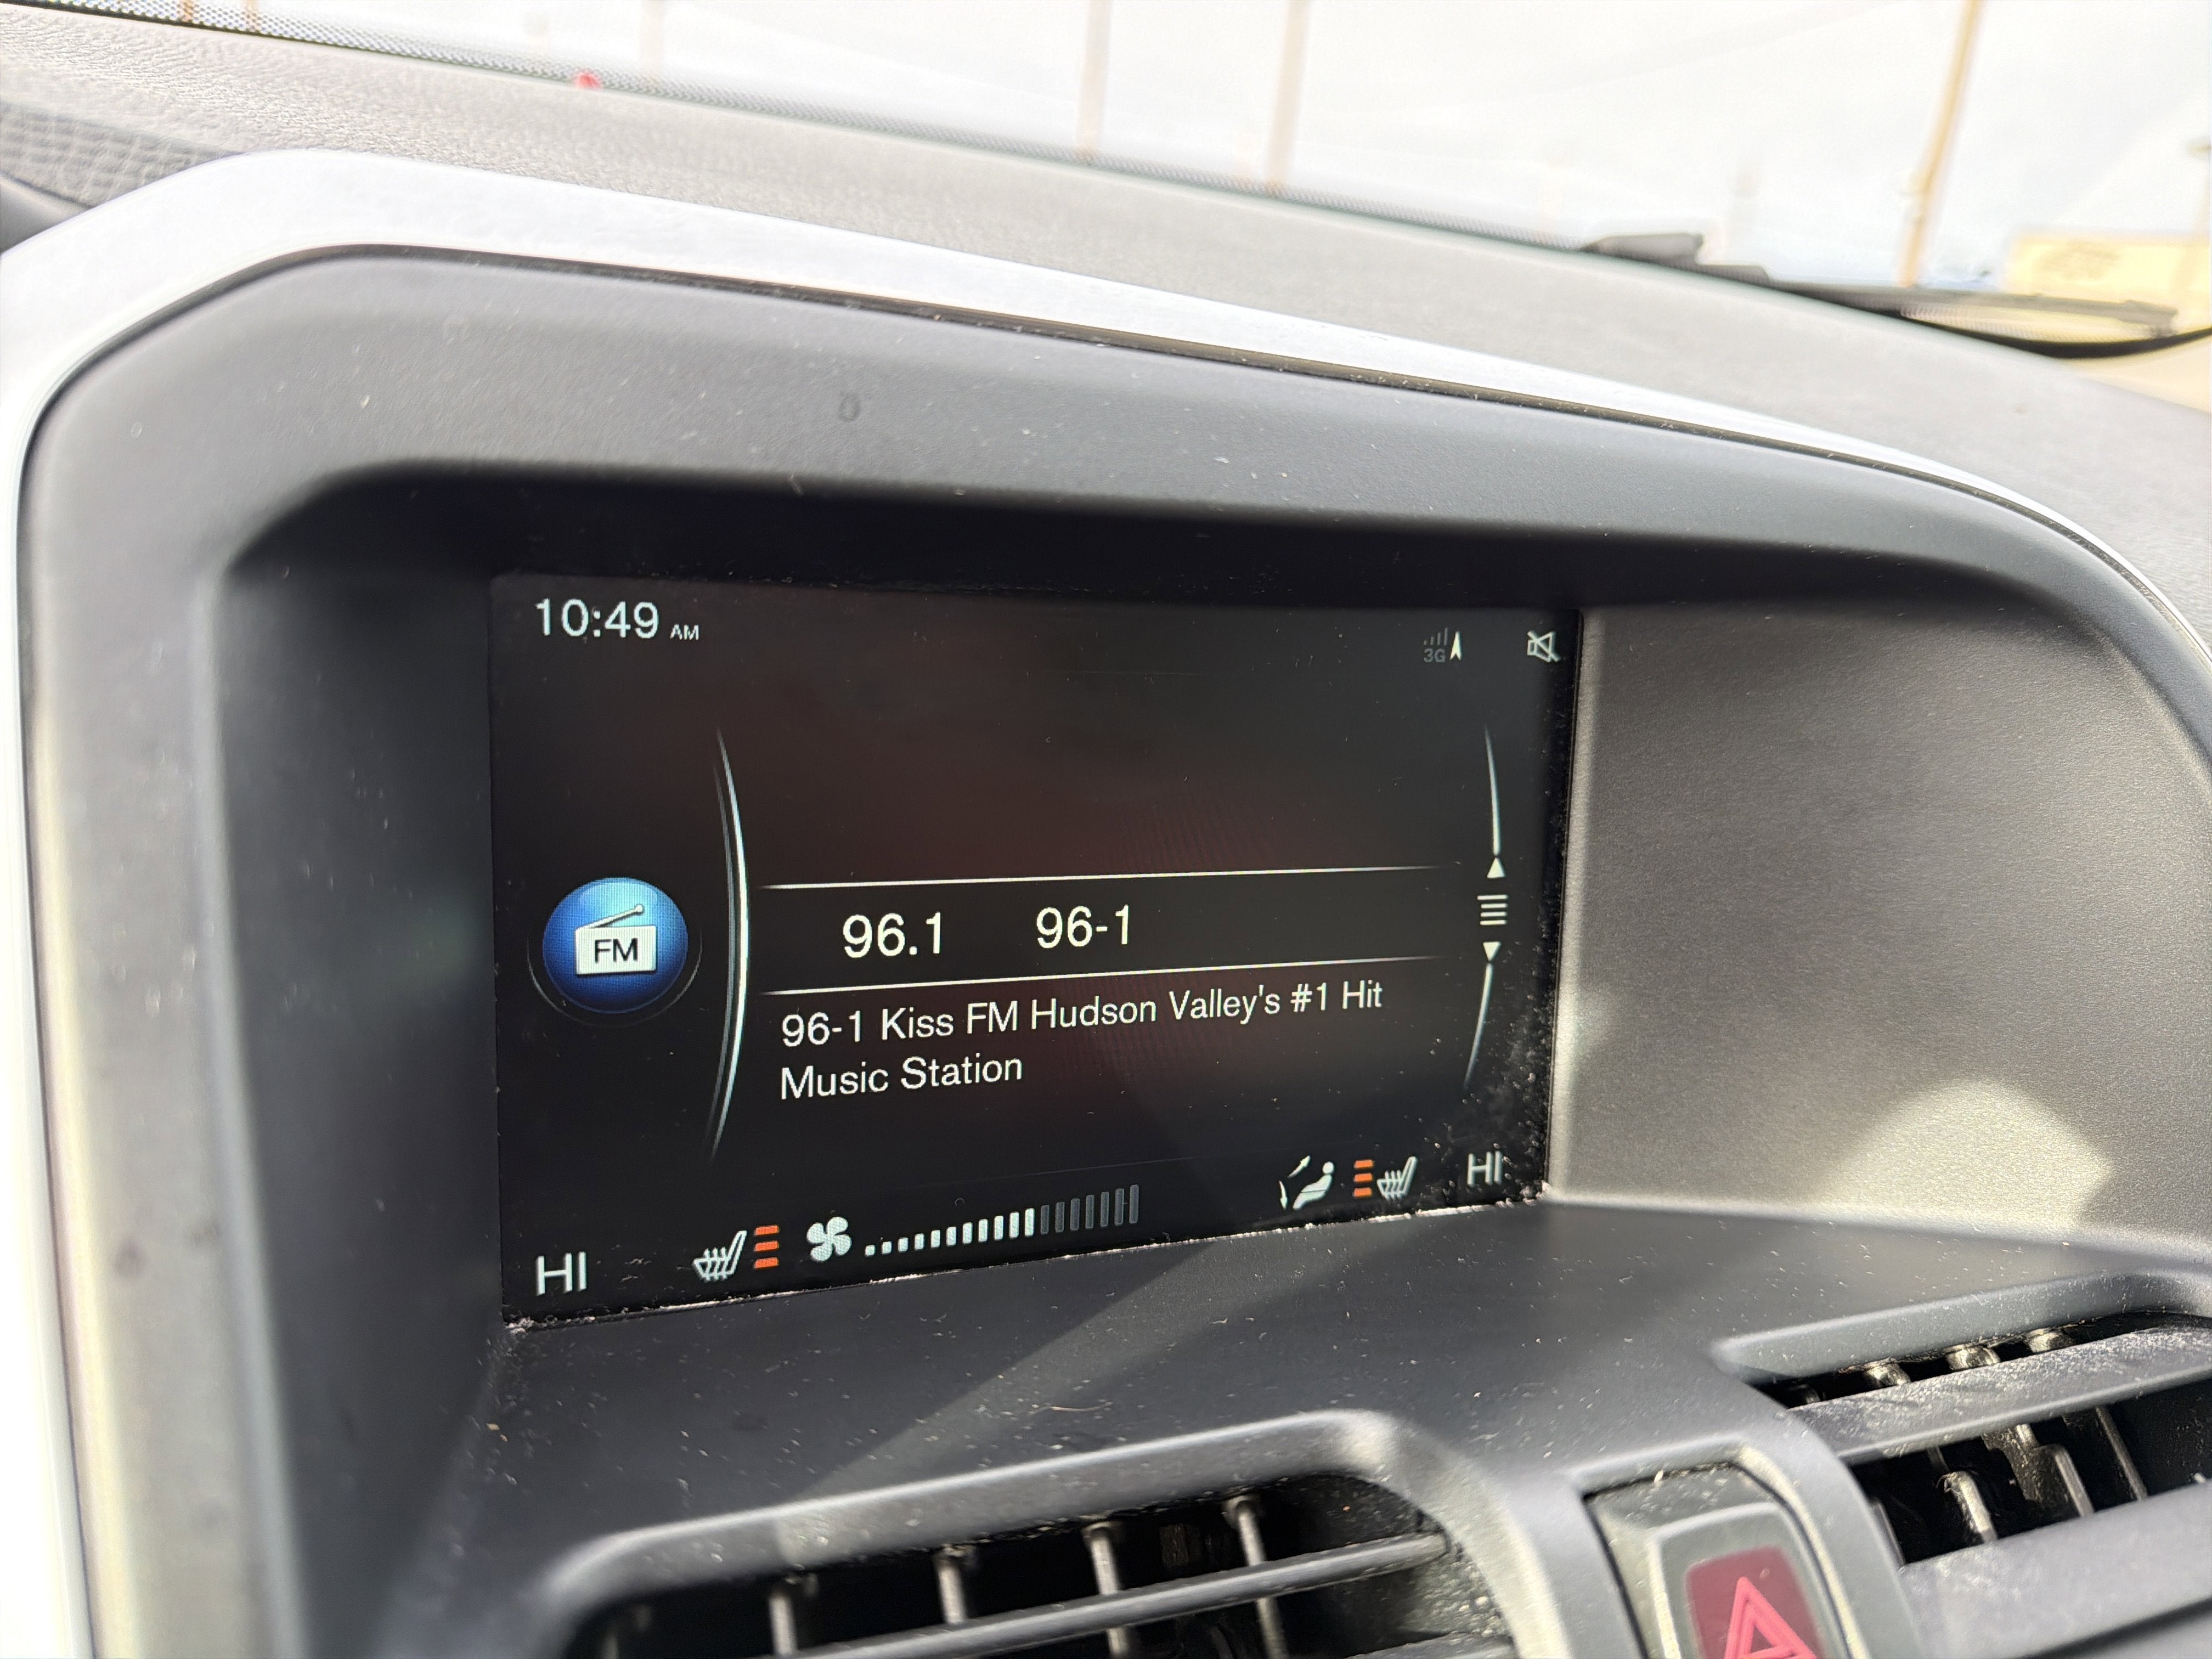 10:49 AM
3G
FM
96.1 96-1
96-1 Kiss FM Hudson Valley's #1 Hit
Music Station
HI
HI